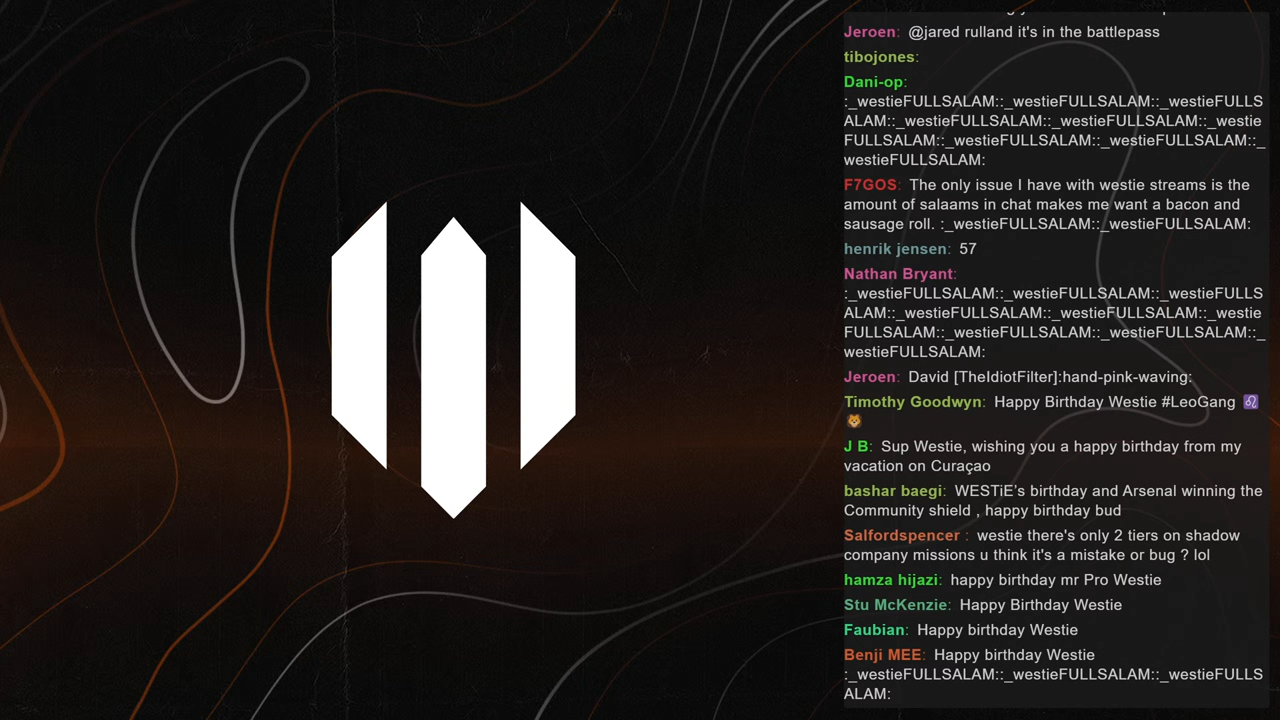 Jeroen: @jared rulland it's in the battlepass
tibojones:
Dani-op:
:_westieFULLSALAM::_westieFULLSALAM::_westieFULLS
ALAM::_westieFULLSALAM::_westieFULLSALAM::_westie
FULLSALAM::_westieFULLSALAM::_westieFULLSALAM::_
westieFULLSALAM:
F7GOS: The only issue I have with westie streams is the
amount of salaams in chat makes me want a bacon and
sausage roll. :_westieFULLSALAM::_westieFULLSALAM:
henrik jensen: 57
Nathan Bryant:
:_westieFULLSALAM::_westieFULLSALAM::_westieFULLS
ALAM::_westieFULLSALAM::_westieFULLSALAM::_westie
FULLSALAM::_westieFULLSALAM::_westieFULLSALAM::_
westieFULLSALAM:
Jeroen: David [TheIdiotFilter]:hand-pink-waving:
Timothy Goodwyn: Happy Birthday Westie #LeoGang ♌
🦁
J B: Sup Westie, wishing you a happy birthday from my
vacation on Curaçao
bashar baegi: WESTiE's birthday and Arsenal winning the
Community shield , happy birthday bud
Salfordspencer : westie there's only 2 tiers on shadow
company missions u think it's a mistake or bug ? lol
hamza hijazi: happy birthday mr Pro Westie
Stu McKenzie: Happy Birthday Westie
Faubian: Happy birthday Westie
Benji MEE: Happy birthday Westie
:_westieFULLSALAM::_westieFULLSALAM::_westieFULLS
ALAM: